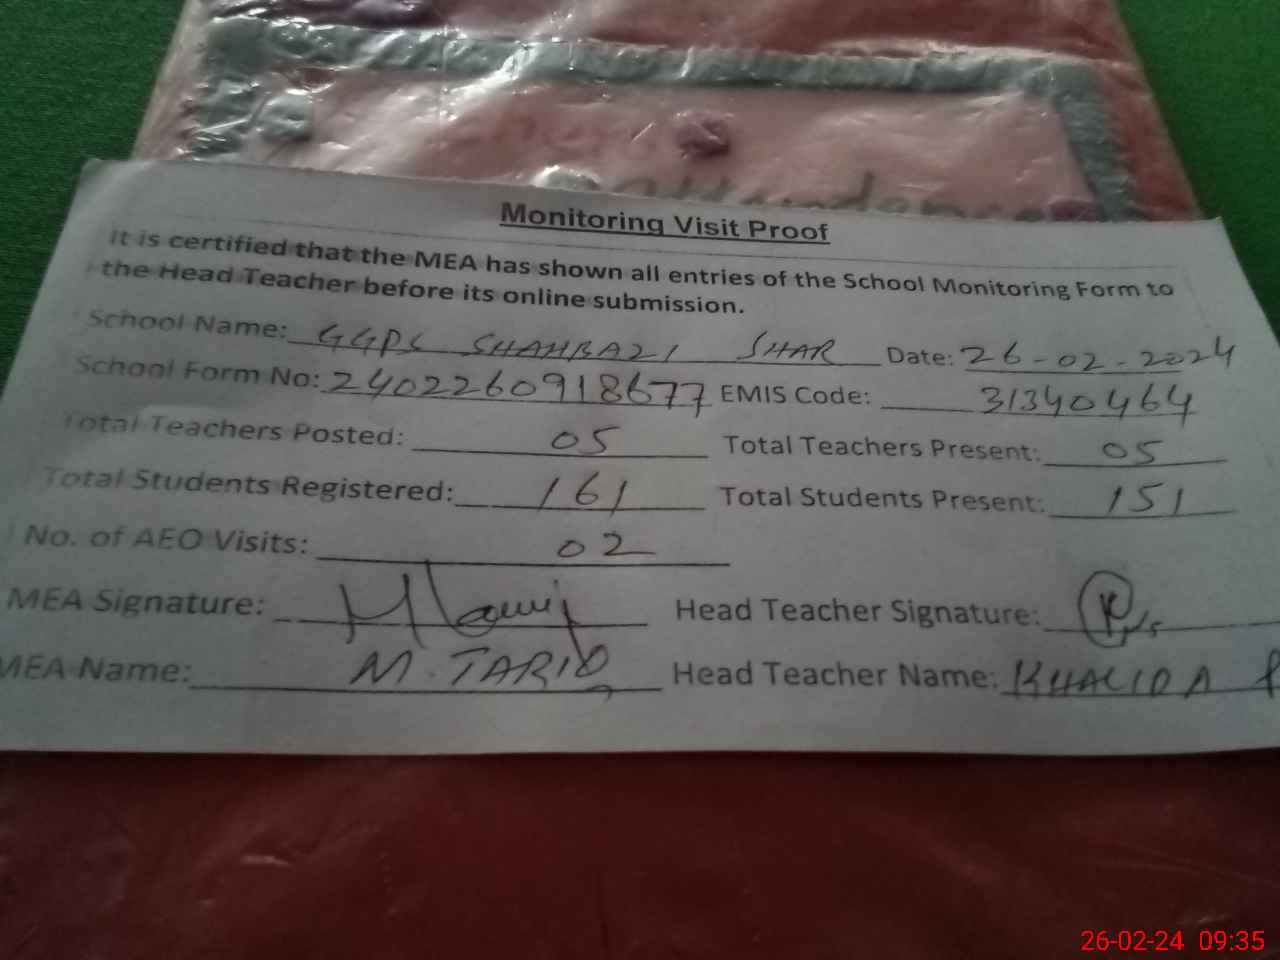 attendance
Monitoring Visit Proof
It is certified that the MEA has shown all entries of the School Monitoring Form to
the Head Teacher before its online submission.
School Name: GGPS SHAHBAZI SHAR Date: 26-02-2024
School Form No: 2402260918677 EMIS Code: 31340464
Total Teachers Posted: 05 Total Teachers Present: 05
Total Students Registered: 161 Total Students Present: 151
No. of AEO Visits: 02
MEA Signature: Head Teacher Signature:
MEA Name: M. TARIQ Head Teacher Name: KHALIDA P
26-02-24 09:35